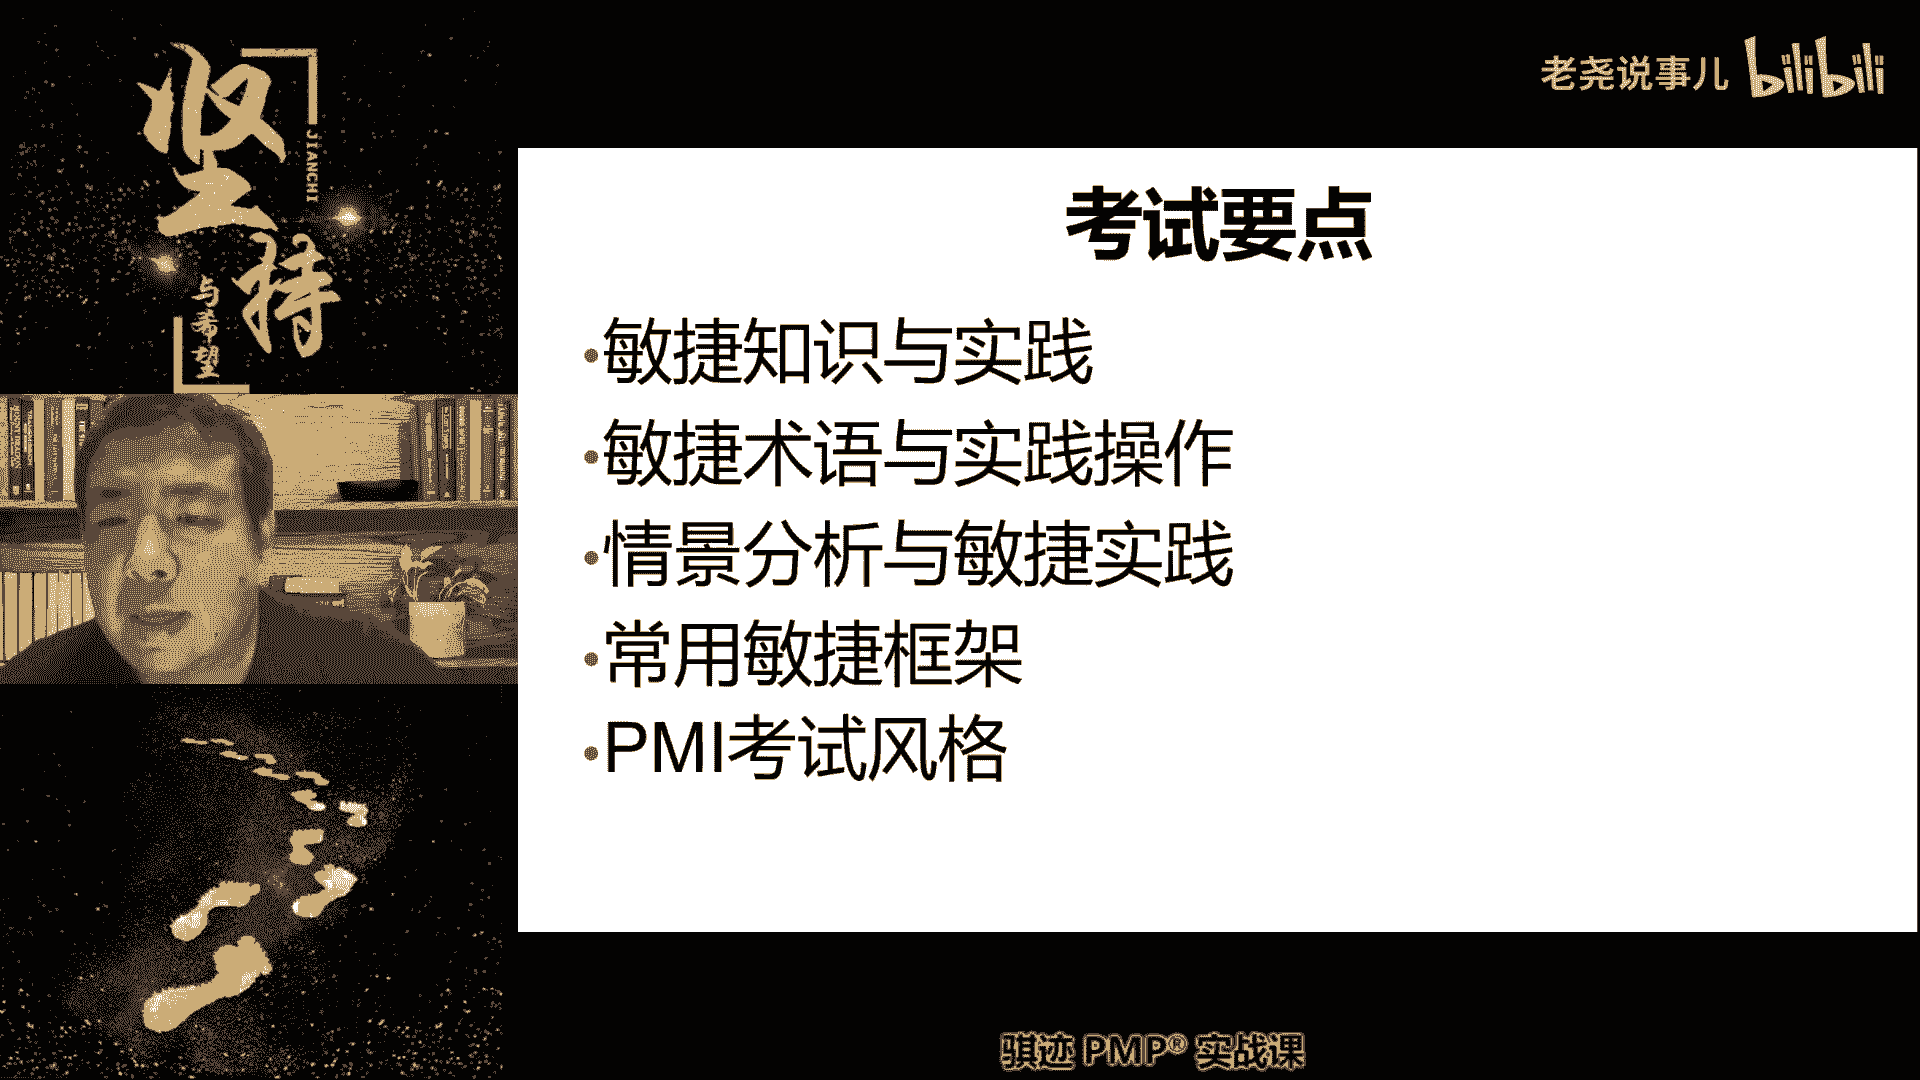 坚持
JIANCHI
与希望
老尧说事儿 bilibili
考试要点
•敏捷知识与实践
•敏捷术语与实践操作
•情景分析与敏捷实践
•常用敏捷框架
•PMI考试风格
骐迹 PMP® 实战课